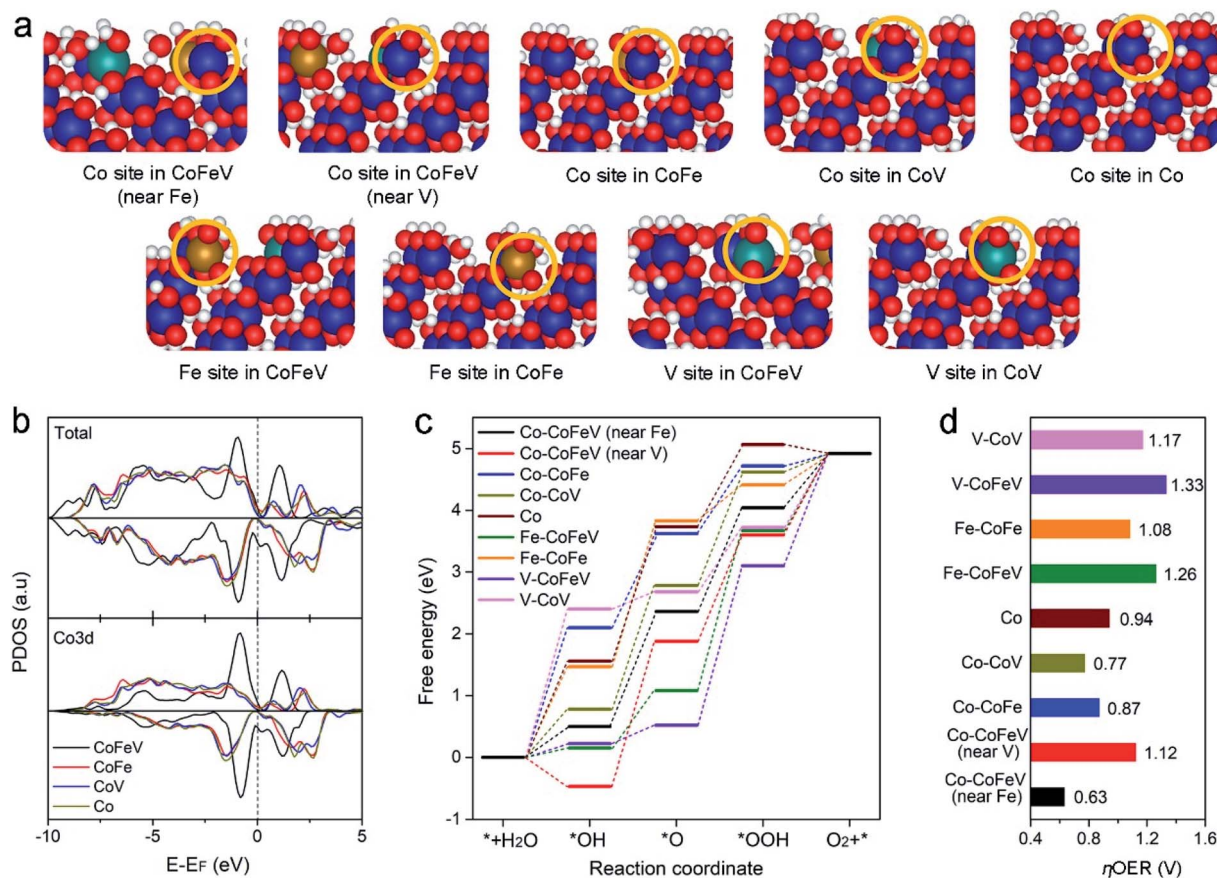 a
Co site in CoFeV
(near Fe)
Co site in CoFeV
(near V)
Co site in CoFe
Co site in CoV
Co site in Co
Fe site in CoFeV
Fe site in CoFe
V site in CoFeV
V site in CoV
b
Total
Co3d
CoFeV
CoFe
CoV
Co
PDOS (a.u)
-10
-5
0
5
E-EF (eV)
c
Co-CoFeV (near Fe)
Co-CoFeV (near V)
Co-CoFe
Co-CoV
Co
Fe-CoFeV
Fe-CoFe
V-CoFeV
V-CoV
Free energy (eV)
5
4
3
2
1
0
-1
*+H2O
*OH
*O
*OOH
O2+*
Reaction coordinate
d
V-CoV
1.17
V-CoFeV
1.33
Fe-CoFe
1.08
Fe-CoFeV
1.26
Co
0.94
Co-CoV
0.77
Co-CoFe
0.87
Co-CoFeV
(near V)
1.12
Co-CoFeV
(near Fe)
0.63
0.4
0.8
1.2
1.6
ηOER (V)